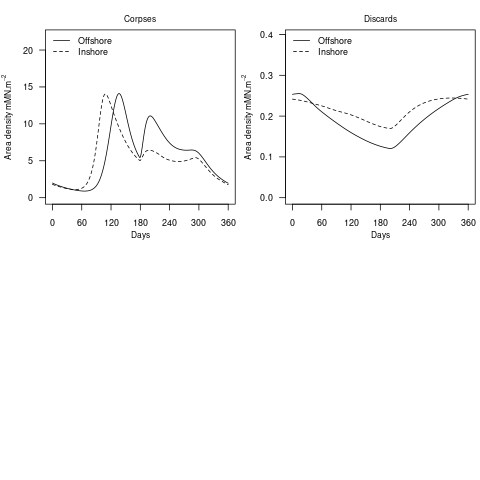 Corpses
Offshore
Inshore
Area density mMN.m⁻²
20
15
10
5
0
0 60 120 180 240 300 360
Days
Discards
Offshore
Inshore
Area density mMN.m⁻²
0.4
0.3
0.2
0.1
0.0
0 60 120 180 240 300 360
Days